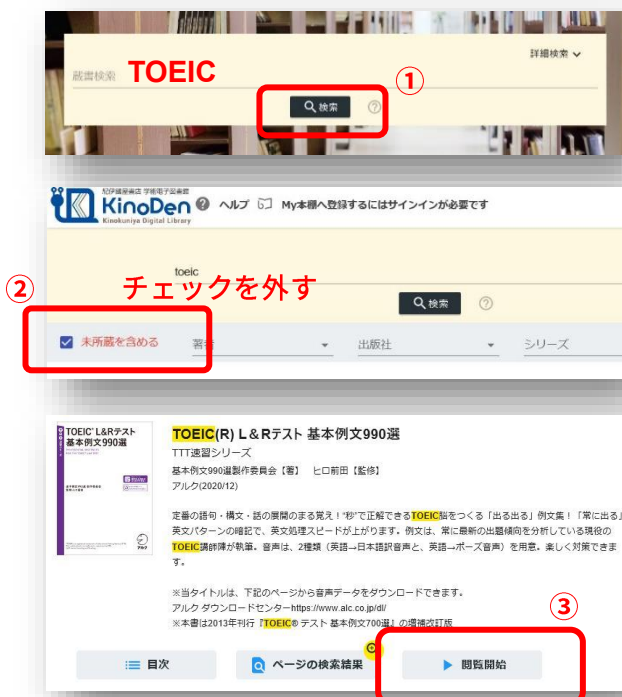 詳細検索
蔵書検索 TOEIC
①
検索
紀伊國屋書店 学術電子図書館
KinoDen
Kinokuniya Digital Library
ヘルプ My本棚へ登録するにはサインインが必要です
toeic
② チェックを外す
検索
未所蔵を含める 著者 出版社 シリーズ
TOEIC® L&Rテスト
基本例文990選
アルク
TOEIC(R) L&Rテスト 基本例文990選
TTT速習シリーズ
基本例文990選製作委員会【著】 ヒロ前田【監修】
アルク(2020/12)
定番の語句・構文・話の展開のまる覚え！"秒"で正解できるTOEIC脳をつくる「出る出る」例文集！「常に出る」
英文パターンの暗記で、英文処理スピードが上がります。例文は、常に最新の出題傾向を分析している現役の
TOEIC講師陣が執筆。音声は、2種類（英語→日本語訳音声と、英語→ポーズ音声）を用意。楽しく対策できま
す。
※当タイトルは、下記のページから音声データをダウンロードできます。
アルク ダウンロードセンターhttps://www.alc.co.jp/dl/
※本書は2013年刊行『TOEIC® テスト 基本例文700選』の増補改訂版
③
目次 ページの検索結果 閲覧開始